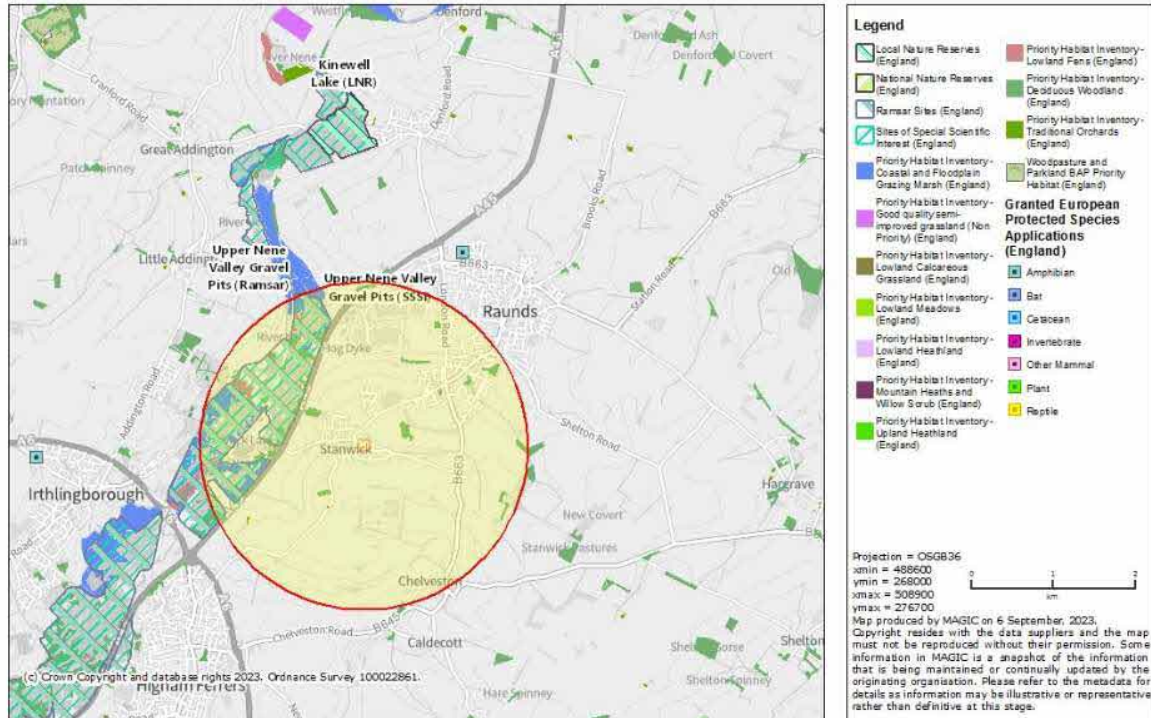 Denford
Denford Ash
Denford Covert
River Nene
Kinewell
Lake (LNR)
Cranford Road
Denford Road
A45
Great Addington
Brooks Road
B663
River
Little Addington
Upper Nene
Valley Gravel
Pits (Ramsar)
B663
Upper Nene Valley
Gravel Pits (SSSI)
London Road
Raunds
Station Road
Hog Dyke
Addington Road
A6
Stanwick
Shelton Road
B663
Irthlingborough
Road
Hargrave
New Covert
Stanwick Pastures
Chelveston
A6
Chelveston Road
B645
Caldecott
Shelton Gorse
Shelton
Shelton Spinney
(c) Crown Copyright and database rights 2023. Ordnance Survey 100022861.
Higham Ferrers
Hare Spinney
Legend
Local Nature Reserves
(England)
National Nature Reserves
(England)
Ramsar Sites (England)
Sites of Special Scientific
Interest (England)
Priority Habitat Inventory-
Coastal and Floodplain
Grazing Marsh (England)
Priority Habitat Inventory-
Good quality semi-
improved grassland (Non
Priority) (England)
Priority Habitat Inventory-
Lowland Calcareous
Grassland (England)
Priority Habitat Inventory-
Lowland Meadows
(England)
Priority Habitat Inventory-
Lowland Heathland
(England)
Priority Habitat Inventory-
Mountain Heaths and
Willow Scrub (England)
Priority Habitat Inventory-
Upland Heathland
(England)
Priority Habitat Inventory-
Lowland Fens (England)
Priority Habitat Inventory-
Deciduous Woodland
(England)
Priority Habitat Inventory-
Traditional Orchards
(England)
Woodpasture and
Parkland BAP Priority
Habitat (England)
Granted European
Protected Species
Applications
(England)
Amphibian
Bat
Cetacean
Invertebrate
Other Mammal
Plant
Reptile
Projection = OSGB36
xmin = 488600
ymin = 268000
xmax = 508900
ymax = 276700
0 1 2
km
Map produced by MAGIC on 6 September, 2023.
Copyright resides with the data suppliers and the map
must not be reproduced without their permission. Some
information in MAGIC is a snapshot of the information
that is being maintained or continually updated by the
originating organisation. Please refer to the metadata for
details as information may be illustrative or representative
rather than definitive at this stage.